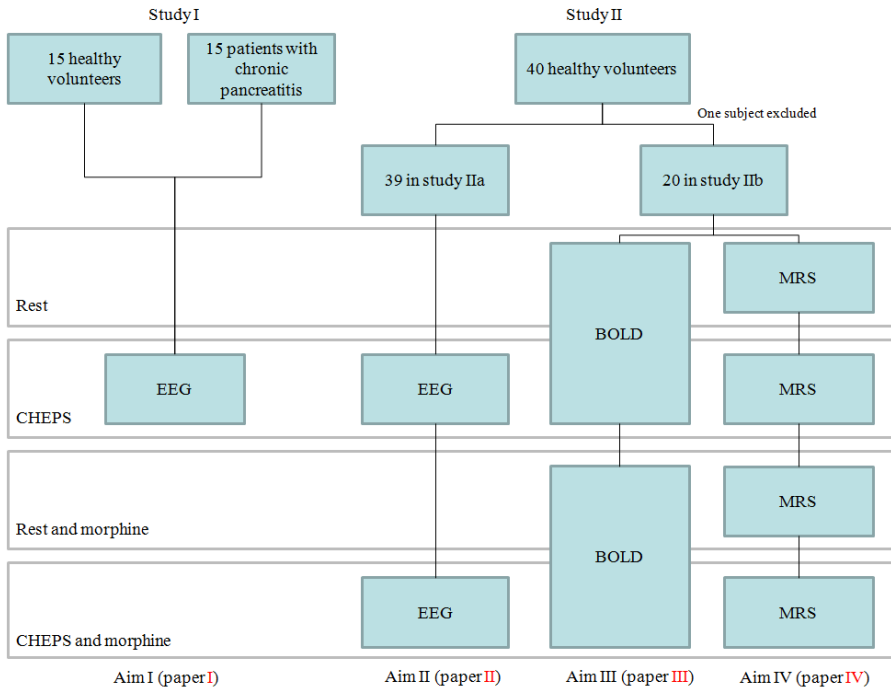 Study I
Study II
15 healthy
volunteers
15 patients with
chronic
pancreatitis
40 healthy volunteers
One subject excluded
39 in study IIa
20 in study IIb
Rest
BOLD
MRS
CHEPS
EEG
EEG
MRS
Rest and morphine
BOLD
MRS
CHEPS and morphine
EEG
MRS
Aim I (paper I)
Aim II (paper II)
Aim III (paper III)
Aim IV (paper IV)